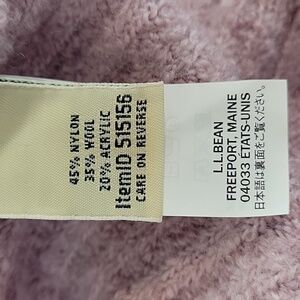 45% NYLON
35% WOOL
20% ACRYLIC
ItemID 515156
CARE ON REVERSE
L.L.BEAN
FREEPORT, MAINE
04033 ÉTATS-UNIS
日本語は裏面をご覧ください。